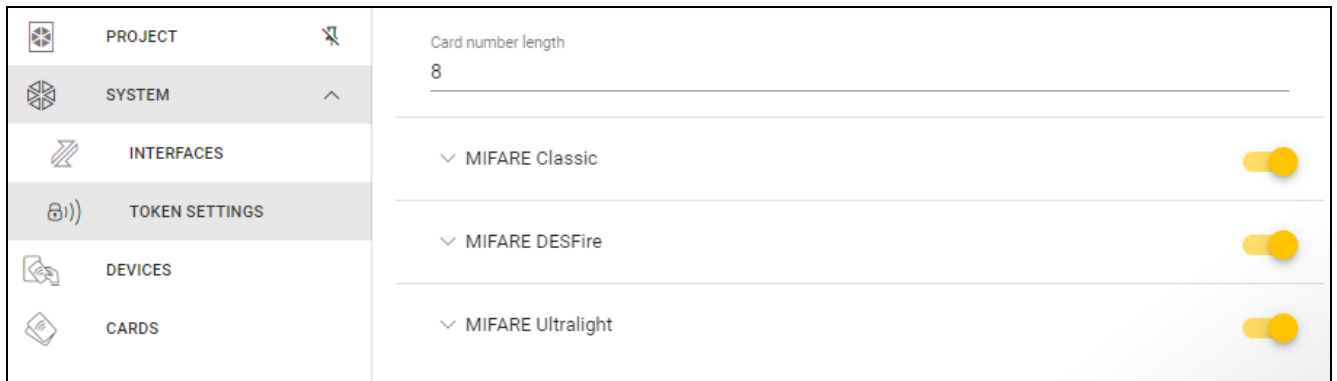 PROJECT
SYSTEM
INTERFACES
TOKEN SETTINGS
DEVICES
CARDS
Card number length
8
MIFARE Classic
MIFARE DESFire
MIFARE Ultralight